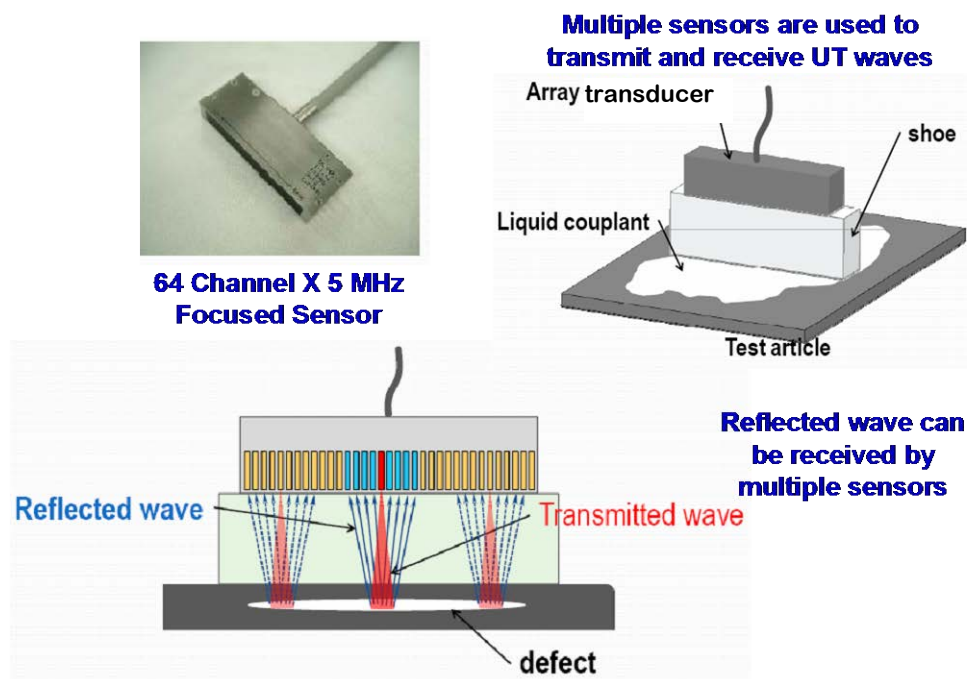 Multiple sensors are used to
transmit and receive UT waves
Array transducer
shoe
Liquid couplant
Test article
64 Channel X 5 MHz
Focused Sensor
Reflected wave can
be received by
multiple sensors
Reflected wave
Transmitted wave
defect